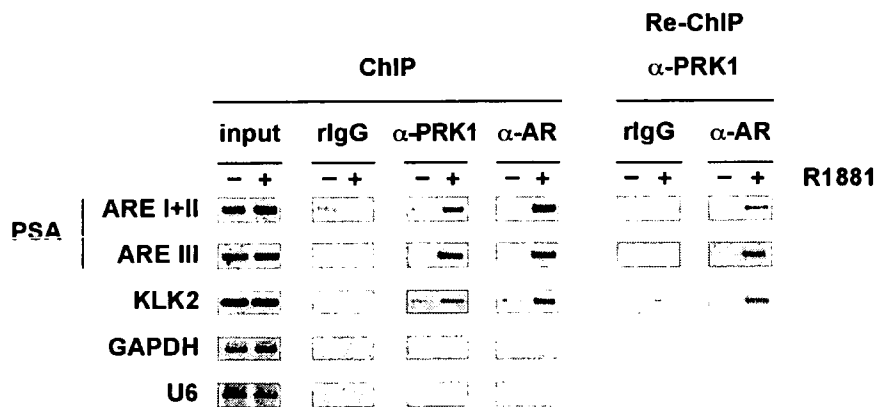 Re-ChIP
ChIP α-PRK1
input rIgG α-PRK1 α-AR rIgG α-AR
− + − + − + − + − + − + R1881
PSA
ARE I+II
ARE III
KLK2
GAPDH
U6